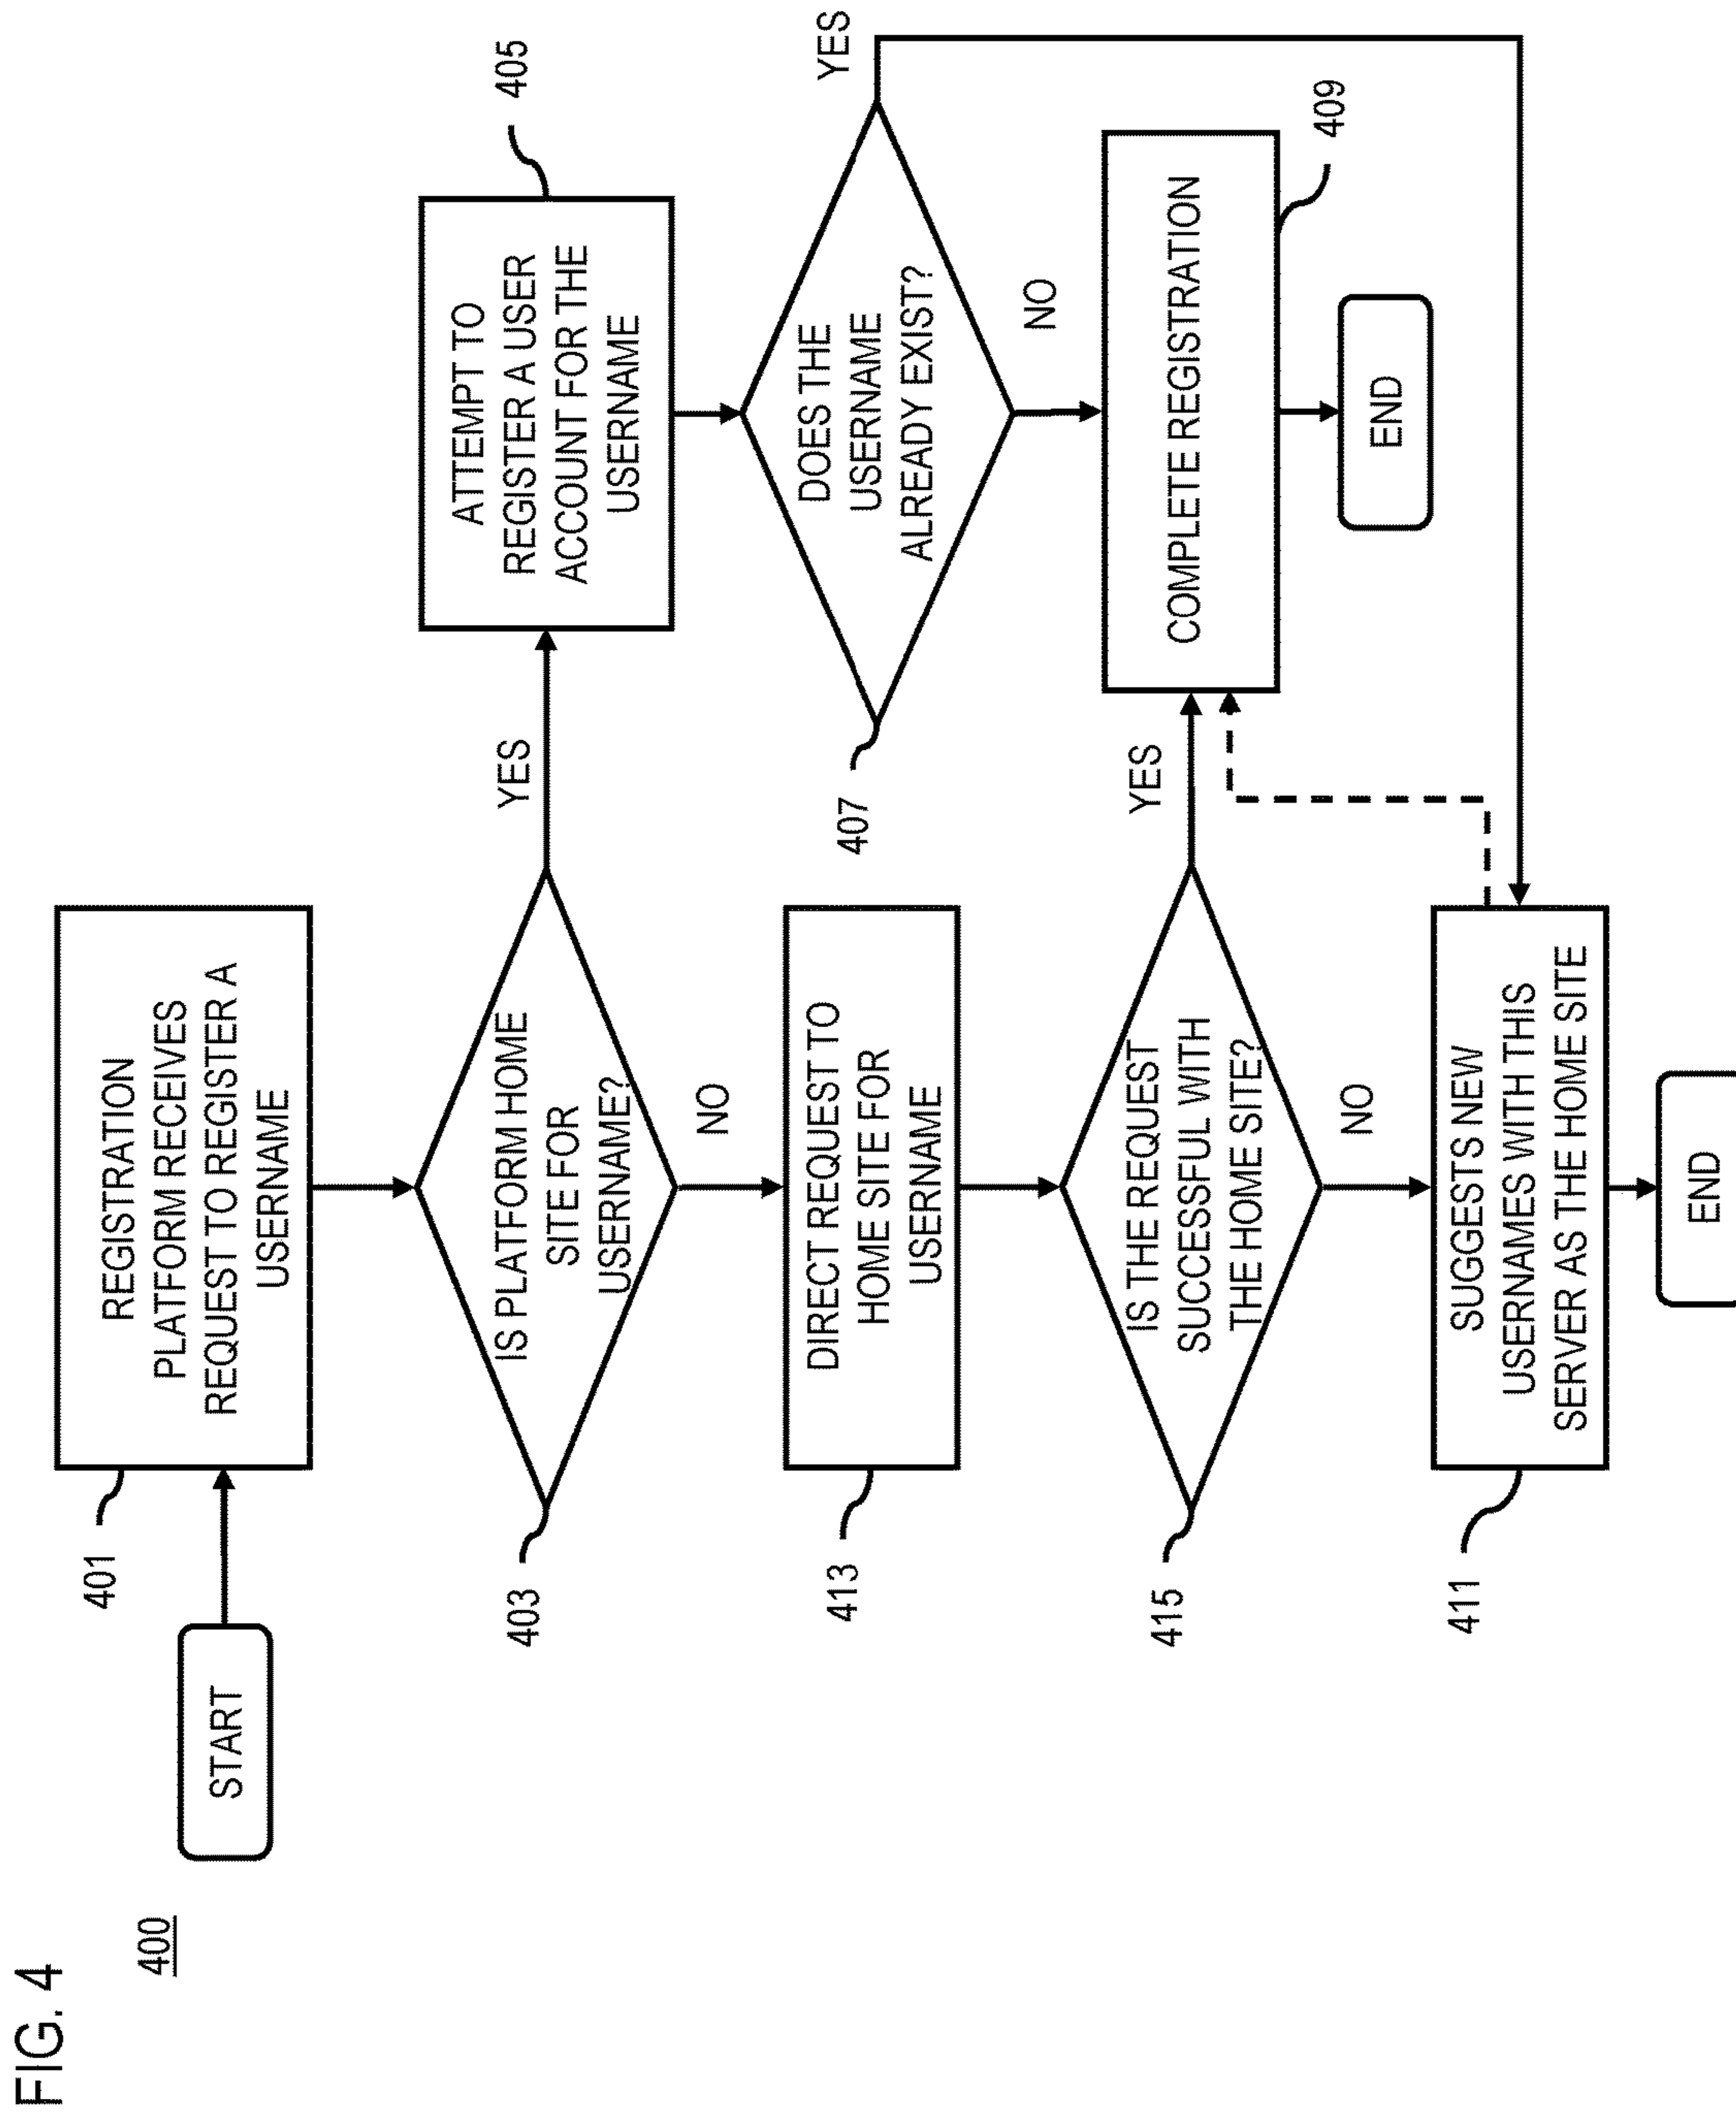 FIG. 4
400
START
401
REGISTRATION
PLATFORM RECEIVES
REQUEST TO REGISTER A
USERNAME
403
IS PLATFORM HOME
SITE FOR
USERNAME?
YES
NO
405
ATTEMPT TO
REGISTER A USER
ACCOUNT FOR THE
USERNAME
407
DOES THE
USERNAME
ALREADY EXIST?
YES
NO
413
DIRECT REQUEST TO
HOME SITE FOR
USERNAME
415
IS THE REQUEST
SUCCESSFUL WITH
THE HOME SITE?
YES
NO
COMPLETE REGISTRATION
409
END
411
SUGGESTS NEW
USERNAMES WITH THIS
SERVER AS THE HOME SITE
END